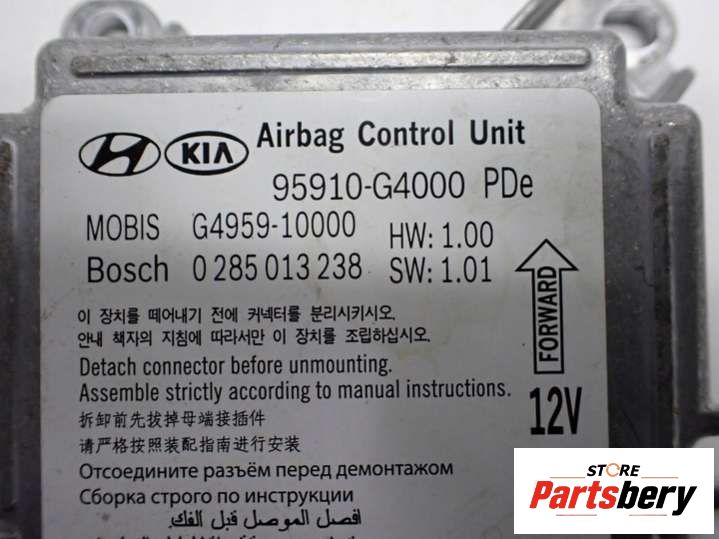 KIA Airbag Control Unit
95910-G4000 PDe
MOBIS G4959-10000 HW: 1.00
Bosch 0 285 013 238 SW: 1.01
이 장치를 떼어내기 전에 커넥터를 분리시키시오.
안내 책자의 지침에 따라서만 이 장치를 조립하십시오.
Detach connector before unmounting.
Assemble strictly according to manual instructions.
FORWARD
12V
拆卸前先拔掉母端接插件
请严格按照装配指南进行安装
Отсоедините разъём перед демонтажом
Сборка строго по инструкции
افصل الموصل قبل الفك.
STORE
Partsbery